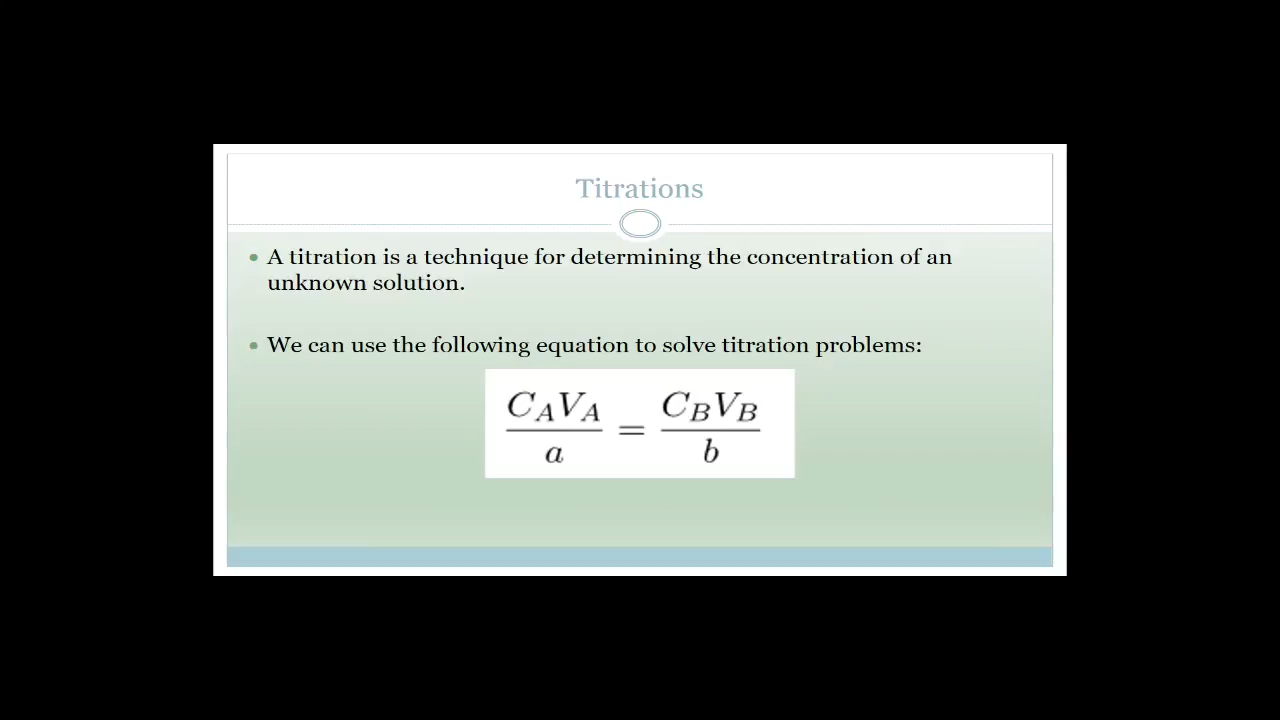 Titrations
A titration is a technique for determining the concentration of an
unknown solution.
We can use the following equation to solve titration problems:
C_A V_A / a = C_B V_B / b